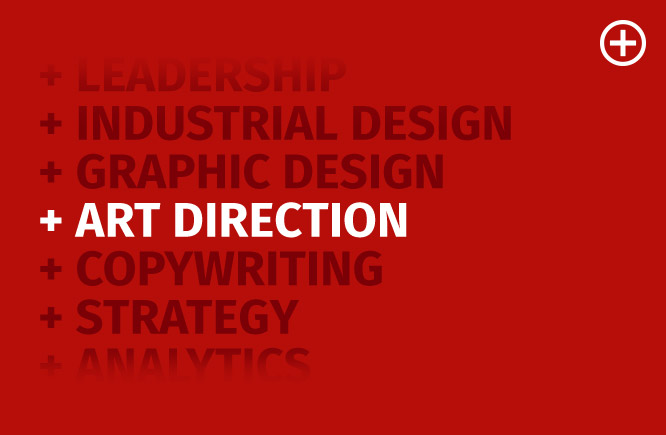 + LEADERSHIP
+ INDUSTRIAL DESIGN
+ GRAPHIC DESIGN
+ ART DIRECTION
+ COPYWRITING
+ STRATEGY
+ ANALYTICS